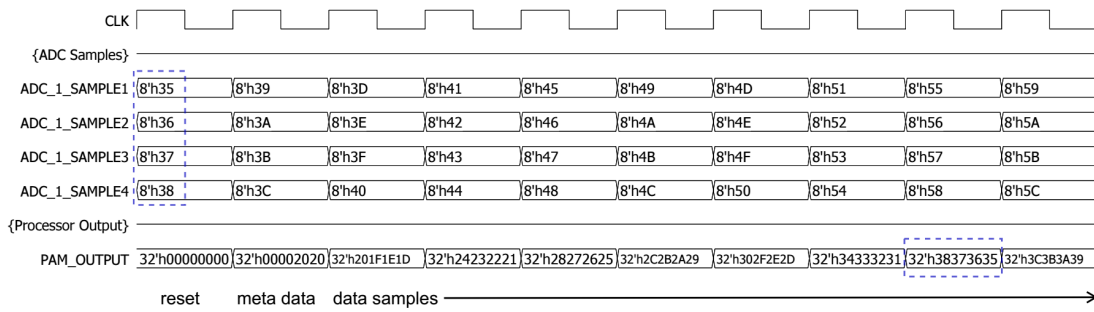 CLK
{ADC Samples}
ADC_1_SAMPLE1 8'h35 8'h39 8'h3D 8'h41 8'h45 8'h49 8'h4D 8'h51 8'h55 8'h59
ADC_1_SAMPLE2 8'h36 8'h3A 8'h3E 8'h42 8'h46 8'h4A 8'h4E 8'h52 8'h56 8'h5A
ADC_1_SAMPLE3 8'h37 8'h3B 8'h3F 8'h43 8'h47 8'h4B 8'h4F 8'h53 8'h57 8'h5B
ADC_1_SAMPLE4 8'h38 8'h3C 8'h40 8'h44 8'h48 8'h4C 8'h50 8'h54 8'h58 8'h5C
{Processor Output}
PAM_OUTPUT 32'h00000000 32'h00002020 32'h201F1E1D 32'h24232221 32'h28272625 32'h2C2B2A29 32'h302F2E2D 32'h34333231 32'h38373635 32'h3C3B3A39
reset meta data data samples